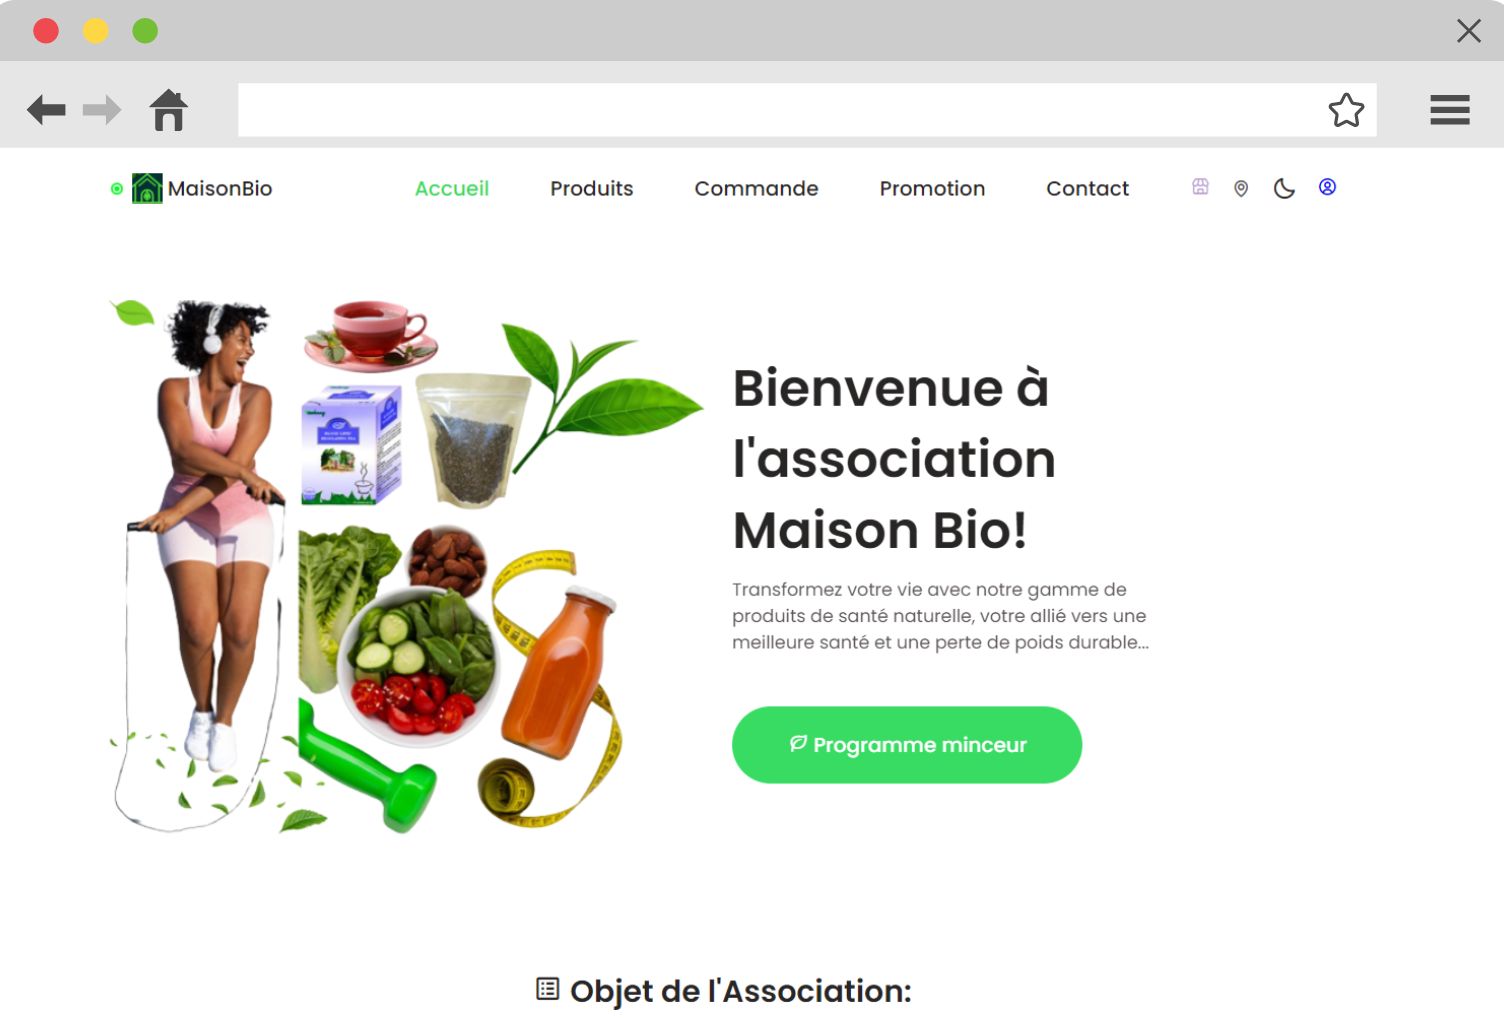 MaisonBio
Accueil
Produits
Commande
Promotion
Contact
Bienvenue à
l'association
Maison Bio!
Transformez votre vie avec notre gamme de
produits de santé naturelle, votre allié vers une
meilleure santé et une perte de poids durable...
Programme minceur
Objet de l'Association: